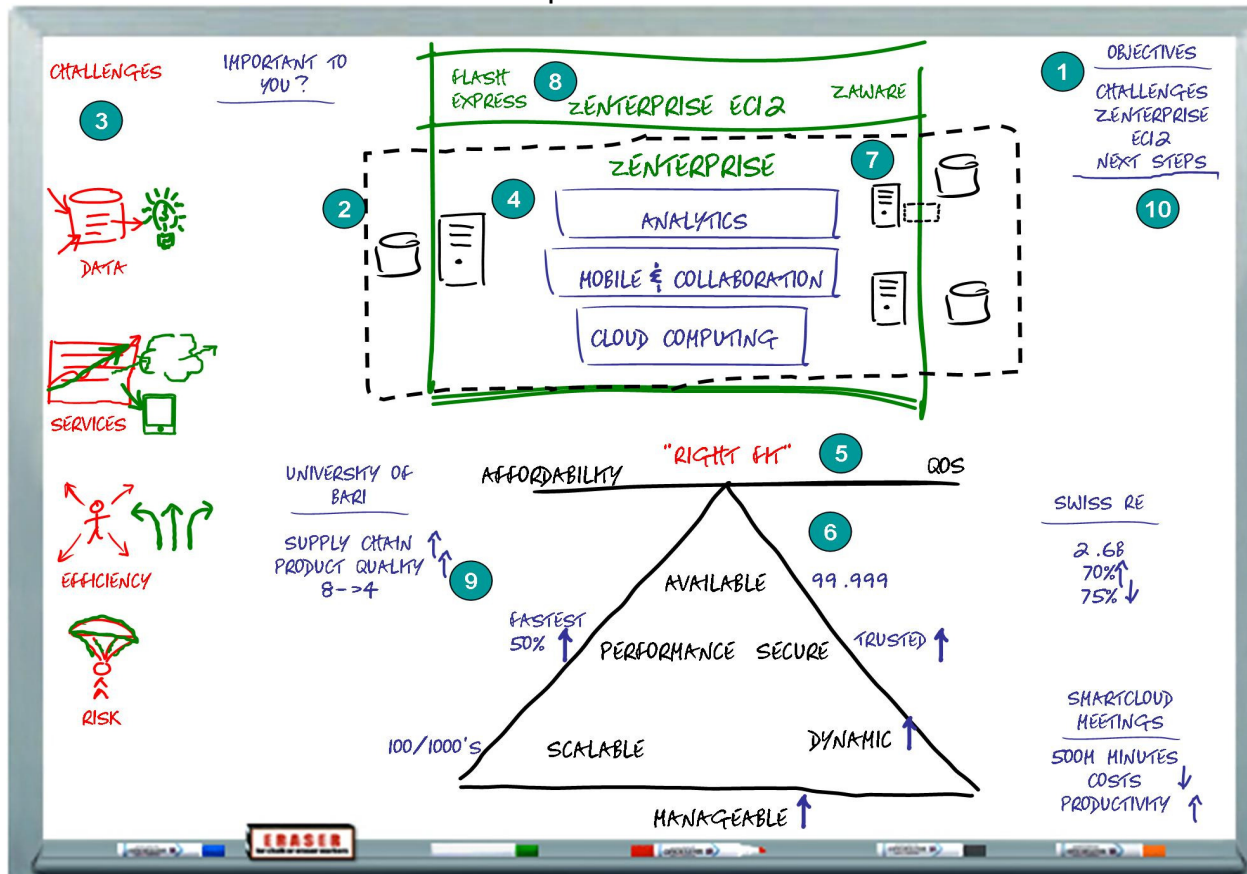 CHALLENGES
3
DATA
SERVICES
EFFICIENCY
RISK
IMPORTANT TO
YOU?
FLASH
EXPRESS
8
ZENTERPRISE EC12
ZAWARE
2
4
ZENTERPRISE
7
ANALYTICS
MOBILE & COLLABORATION
CLOUD COMPUTING
1
OBJECTIVES
CHALLENGES
ZENTERPRISE
EC12
NEXT STEPS
10
AFFORDABILITY
"RIGHT FIT"
5
QOS
6
AVAILABLE
99.999
FASTEST
50%
PERFORMANCE
SECURE
TRUSTED
100/1000'S
SCALABLE
DYNAMIC
MANAGEABLE
UNIVERSITY OF
BARI
SUPPLY CHAIN
PRODUCT QUALITY
8->4
9
SWISS RE
2.6B
70%
75%
SMARTCLOUD
MEETINGS
500M MINUTES
COSTS
PRODUCTIVITY
ERASER